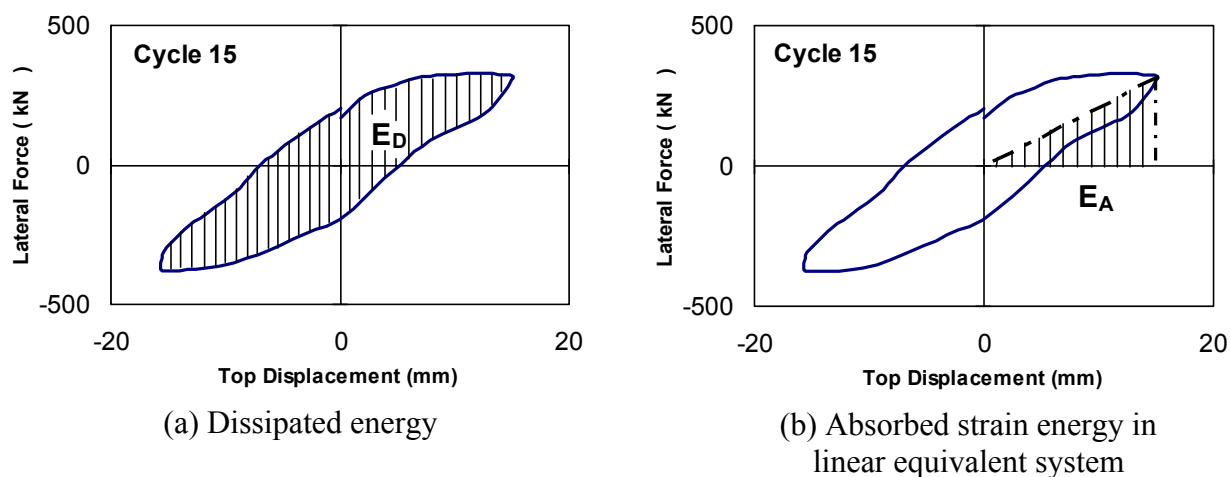 500
Cycle 15
E_D
0
-500
-20
0
20
Lateral Force ( kN )
Top Displacement (mm)
(a) Dissipated energy
500
Cycle 15
E_A
0
-500
-20
0
20
Lateral Force ( kN )
Top Displacement (mm)
(b) Absorbed strain energy in
linear equivalent system